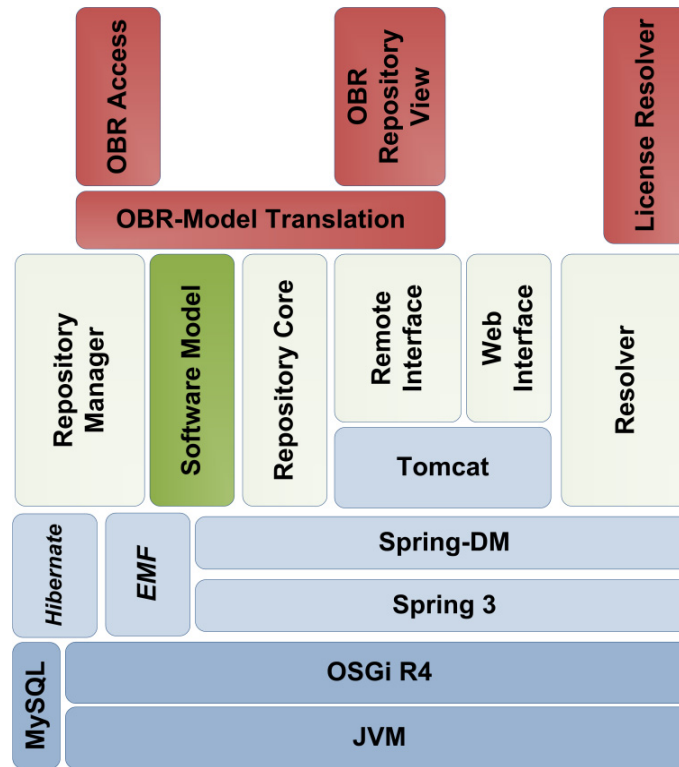 OBR Access
OBR
Repository
View
License Resolver
OBR-Model Translation
Repository
Manager
Software Model
Repository Core
Remote
Interface
Web
Interface
Resolver
Tomcat
Hibernate
EMF
Spring-DM
Spring 3
MySQL
OSGi R4
JVM